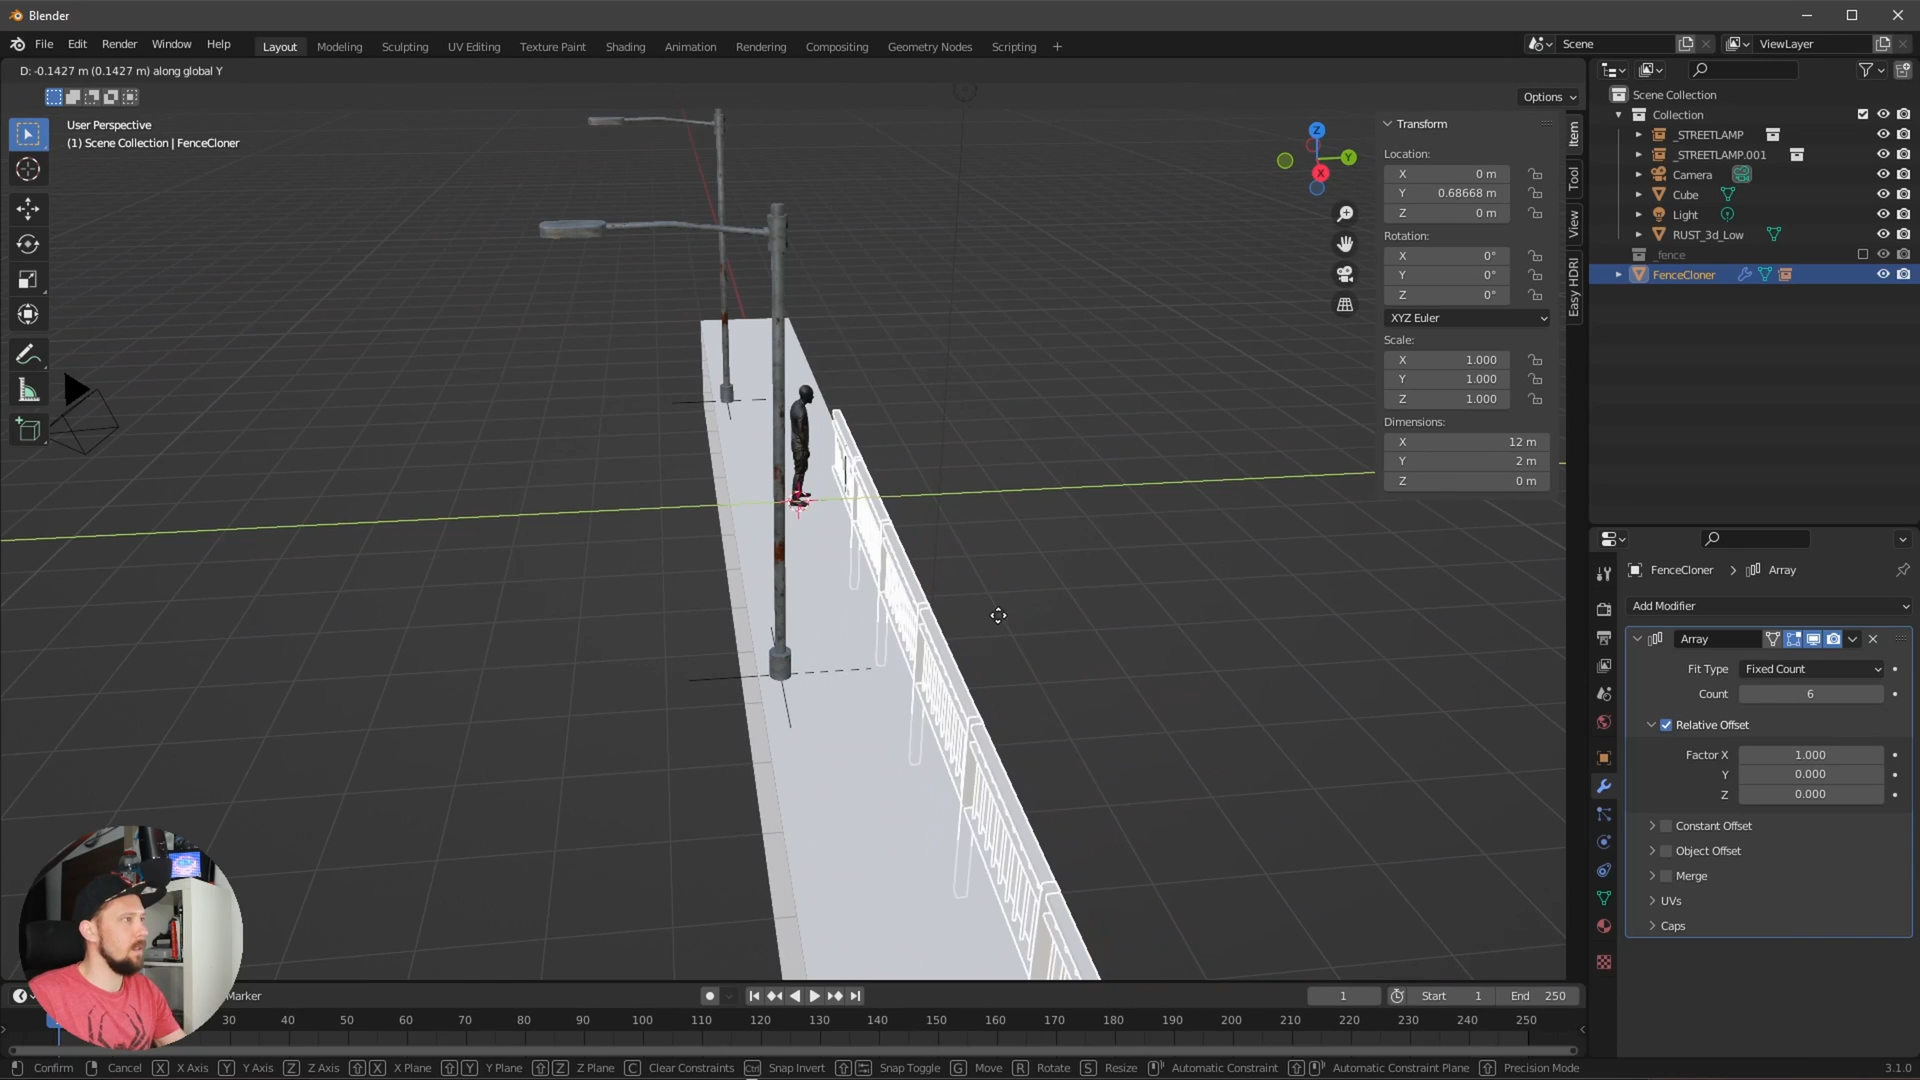 Blender
File Edit Render Window Help Layout Modeling Sculpting UV Editing Texture Paint Shading Animation Rendering Compositing Geometry Nodes Scripting + Scene ViewLayer
D: -0.1427 m (0.1427 m) along global Y
Options
User Perspective
(1) Scene Collection | FenceCloner
Z
Y
X
Transform
Location:
X 0 m
Y 0.68668 m
Z 0 m
Rotation:
X 0°
Y 0°
Z 0°
XYZ Euler
Scale:
X 1.000
Y 1.000
Z 1.000
Dimensions:
X 12 m
Y 2 m
Z 0 m
Item
Tool
View
Easy HDRI
Scene Collection
Collection
_STREETLAMP
_STREETLAMP.001
Camera
Cube
Light
RUST_3d_Low
_fence
FenceCloner
FenceCloner > Array
Add Modifier
Array
Fit Type Fixed Count
Count 6
Relative Offset
Factor X 1.000
Y 0.000
Z 0.000
Constant Offset
Object Offset
Merge
UVs
Caps
Marker 1 Start 1 End 250
30 40 50 60 70 80 90 100 110 120 130 140 150 160 170 180 190 200 210 220 230 240 250
Confirm Cancel X X Axis Y Y Axis Z Z Axis X X Plane Y Y Plane Z Z Plane C Clear Constraints Ctrl Snap Invert Snap Toggle G Move R Rotate S Resize Automatic Constraint Automatic Constraint Plane Precision Mode 3.1.0